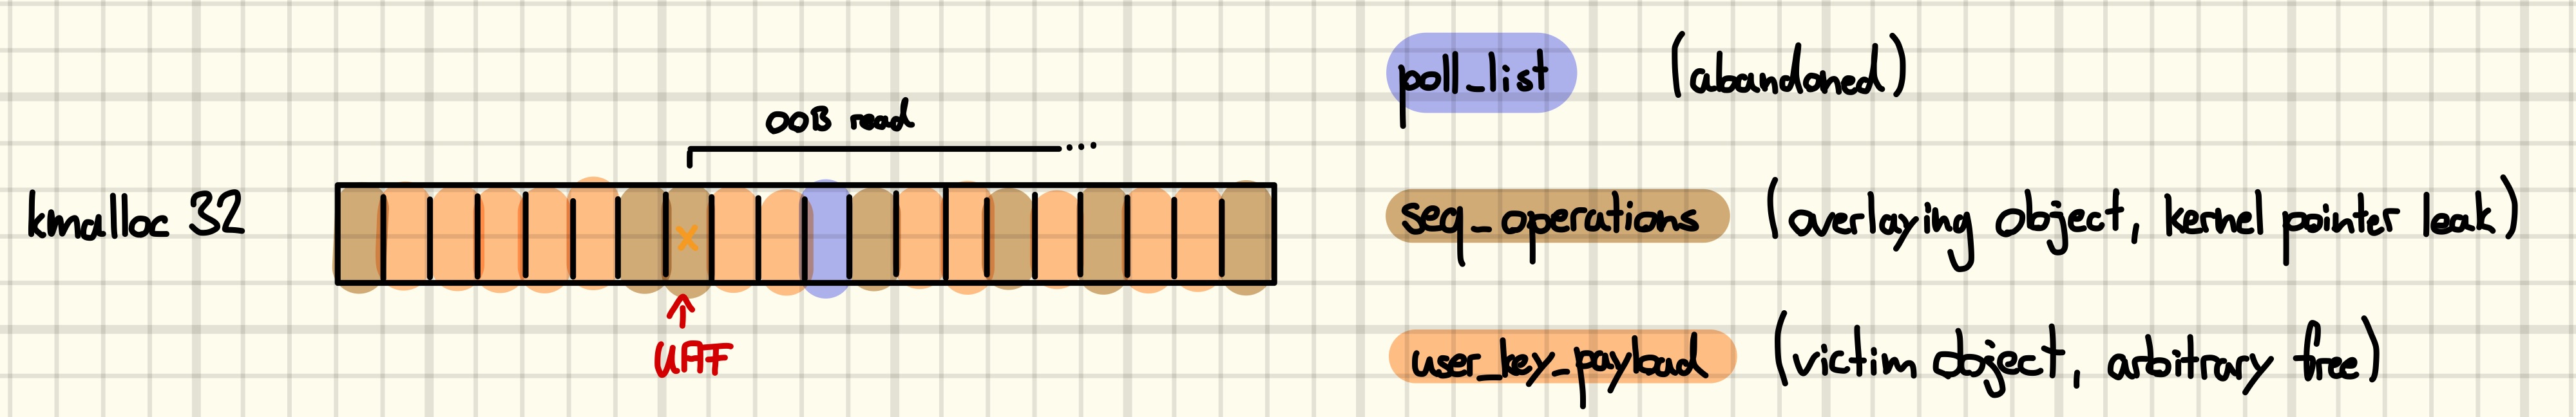 poll_list (abandoned)
OOB read
kmalloc 32
seq_operations (overlaying object, kernel pointer leak)
UAF
user_key_payload (victim object, arbitrary free)